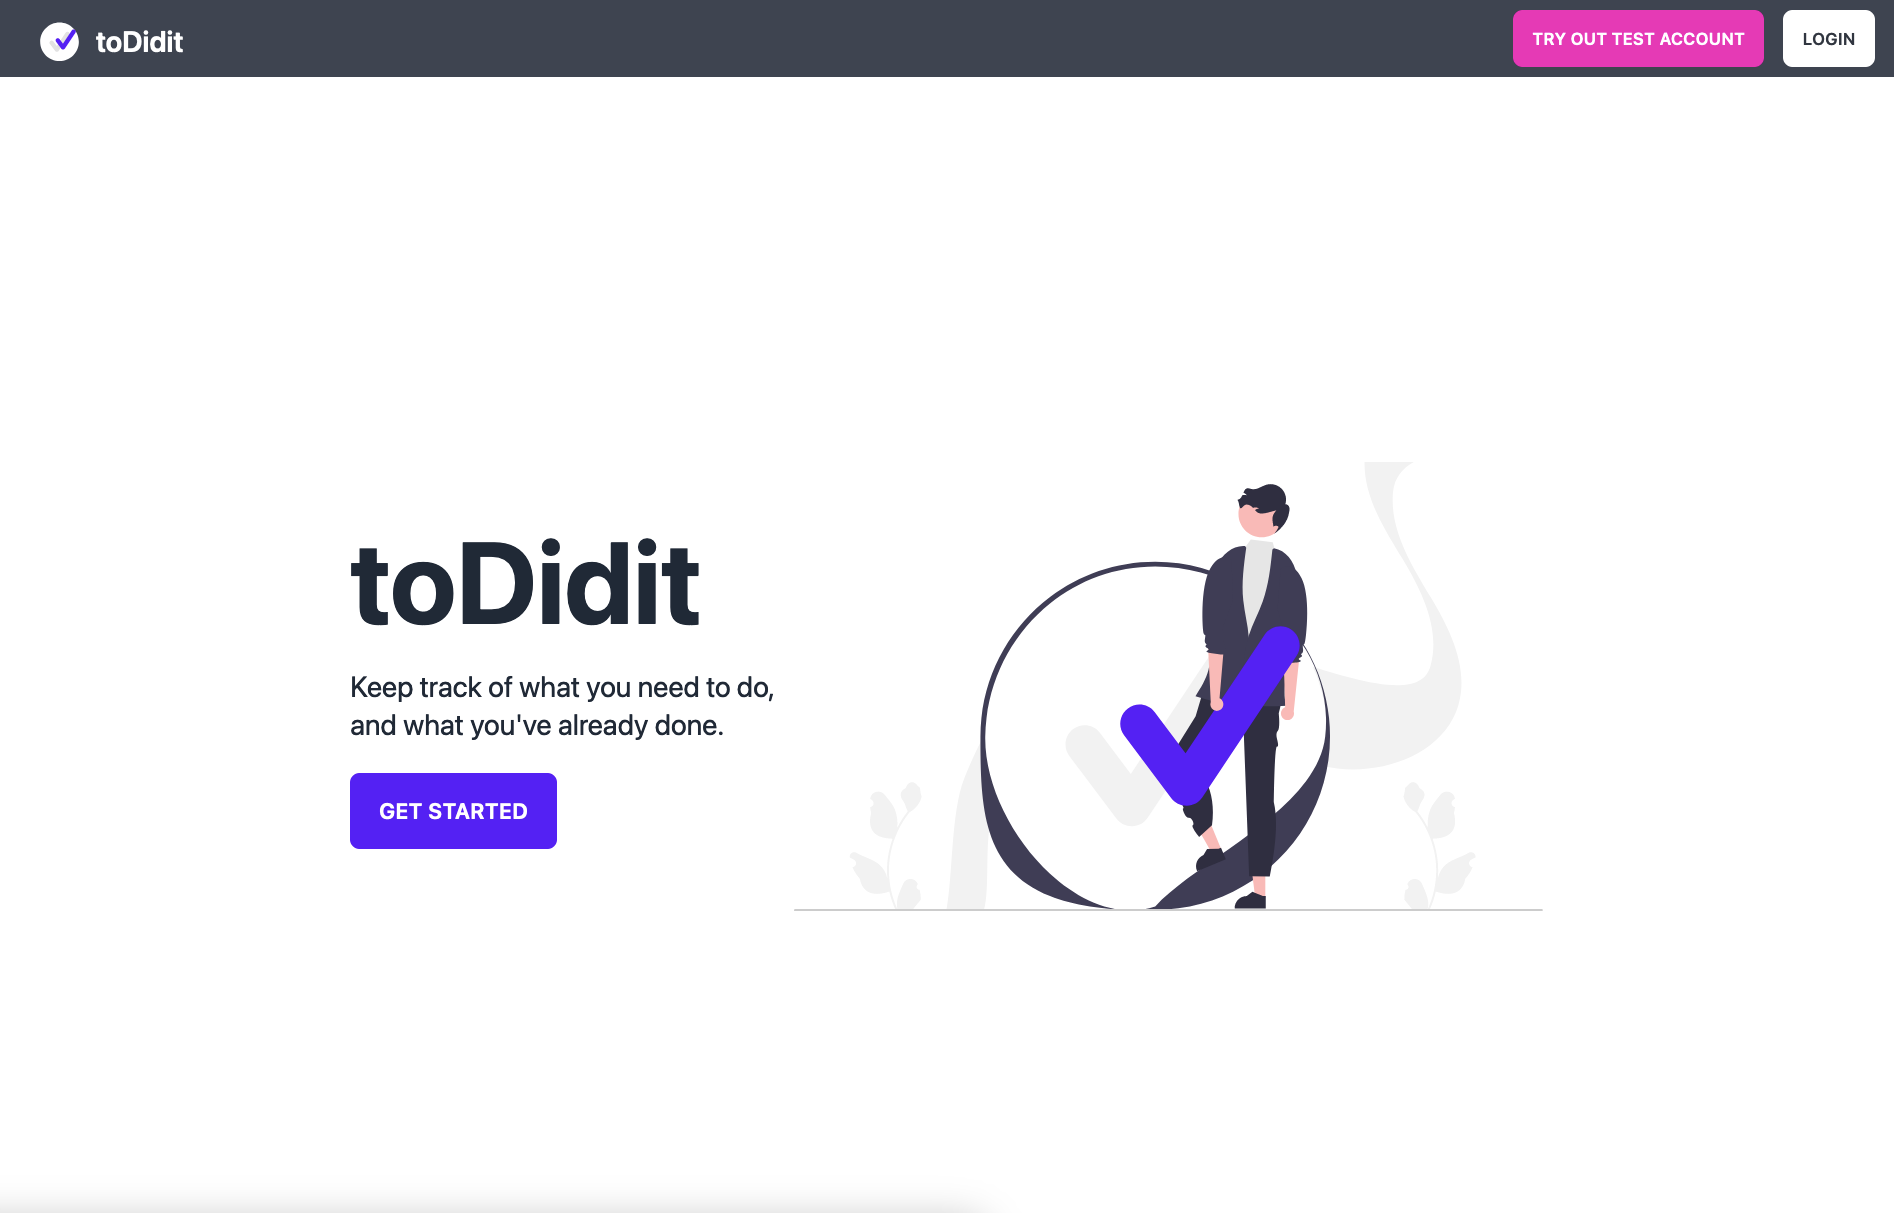 toDidit
TRY OUT TEST ACCOUNT
LOGIN
toDidit
Keep track of what you need to do,
and what you've already done.
GET STARTED